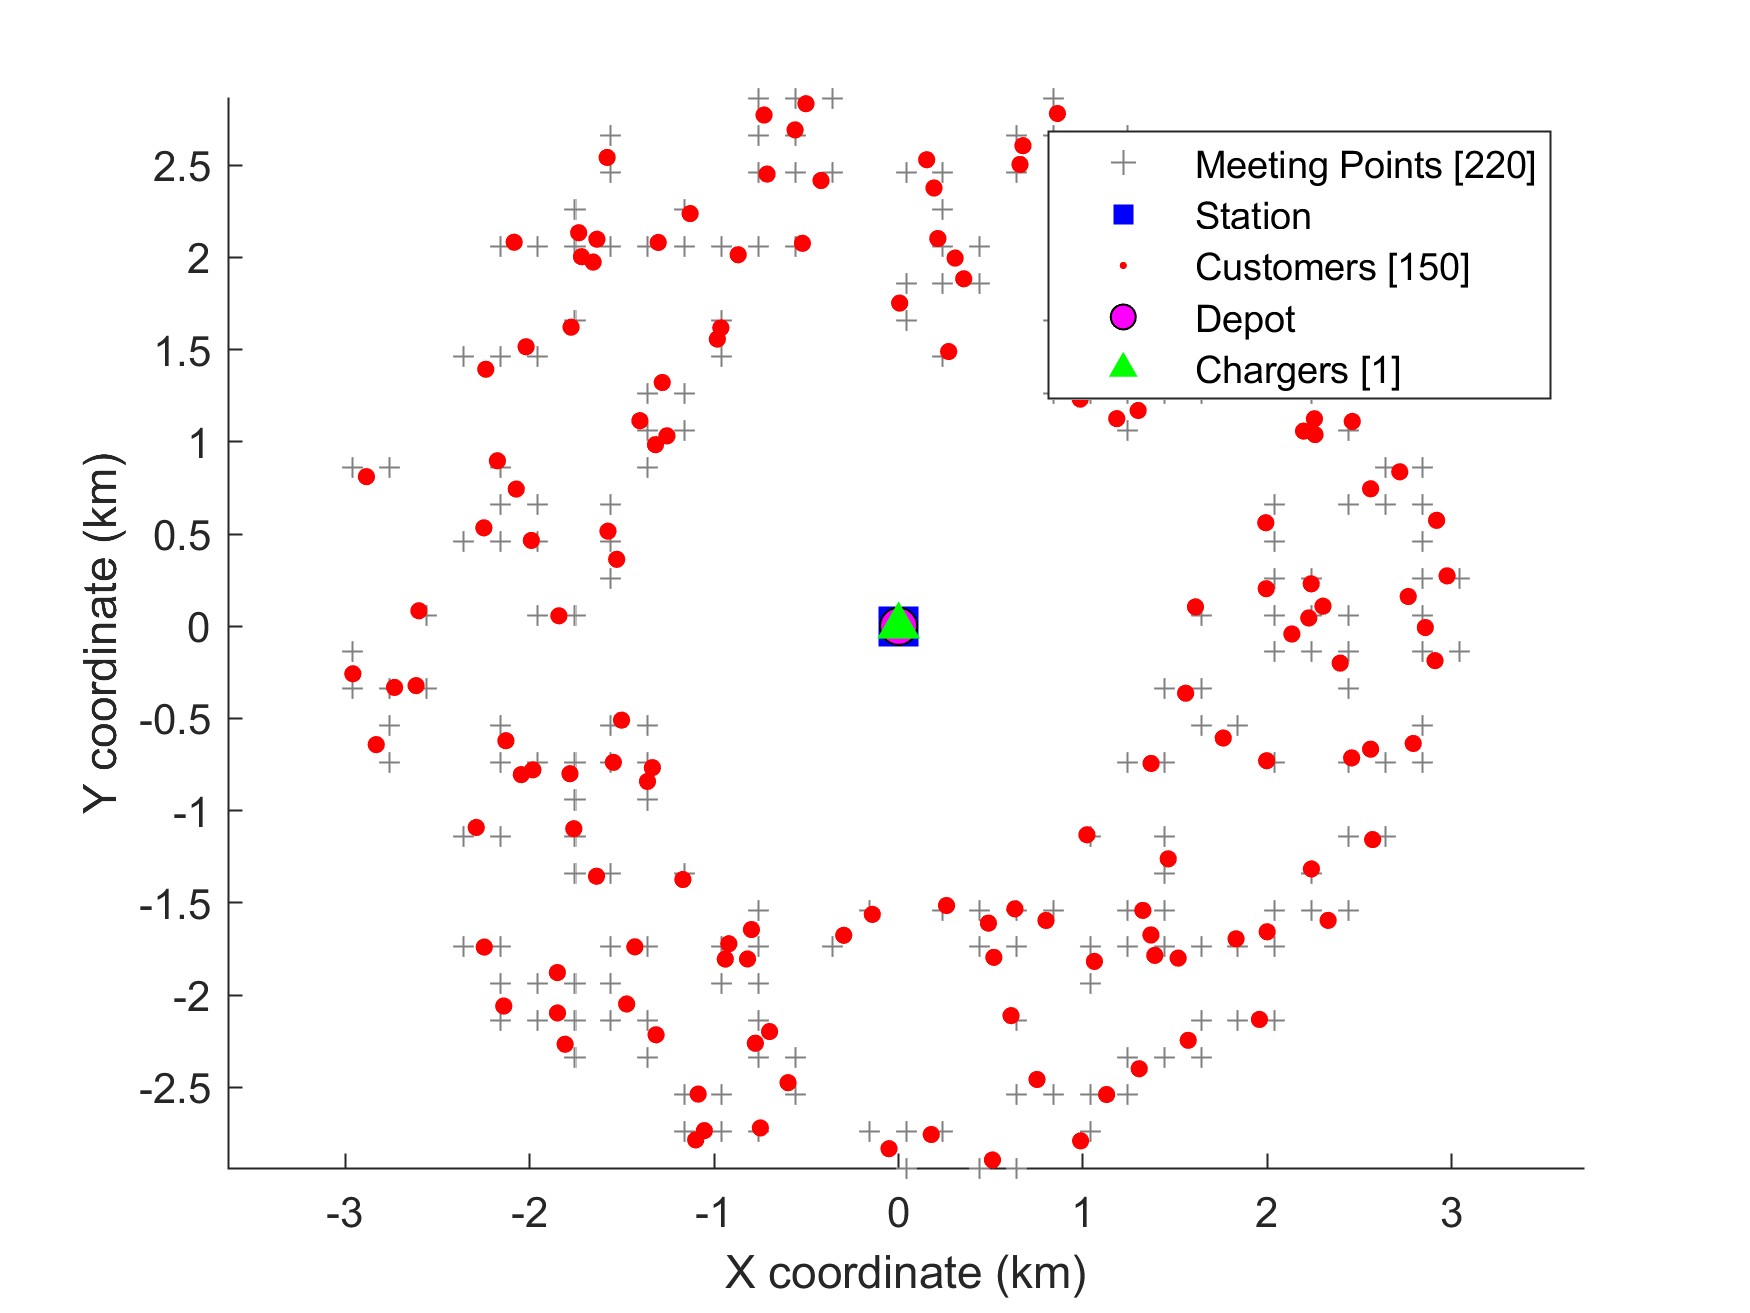 2.5
2
1.5
1
0.5
0
-0.5
-1
-1.5
-2
-2.5
Y coordinate (km)
Meeting Points [220]
Station
Customers [150]
Depot
Chargers [1]
-3 -2 -1 0 1 2 3
X coordinate (km)